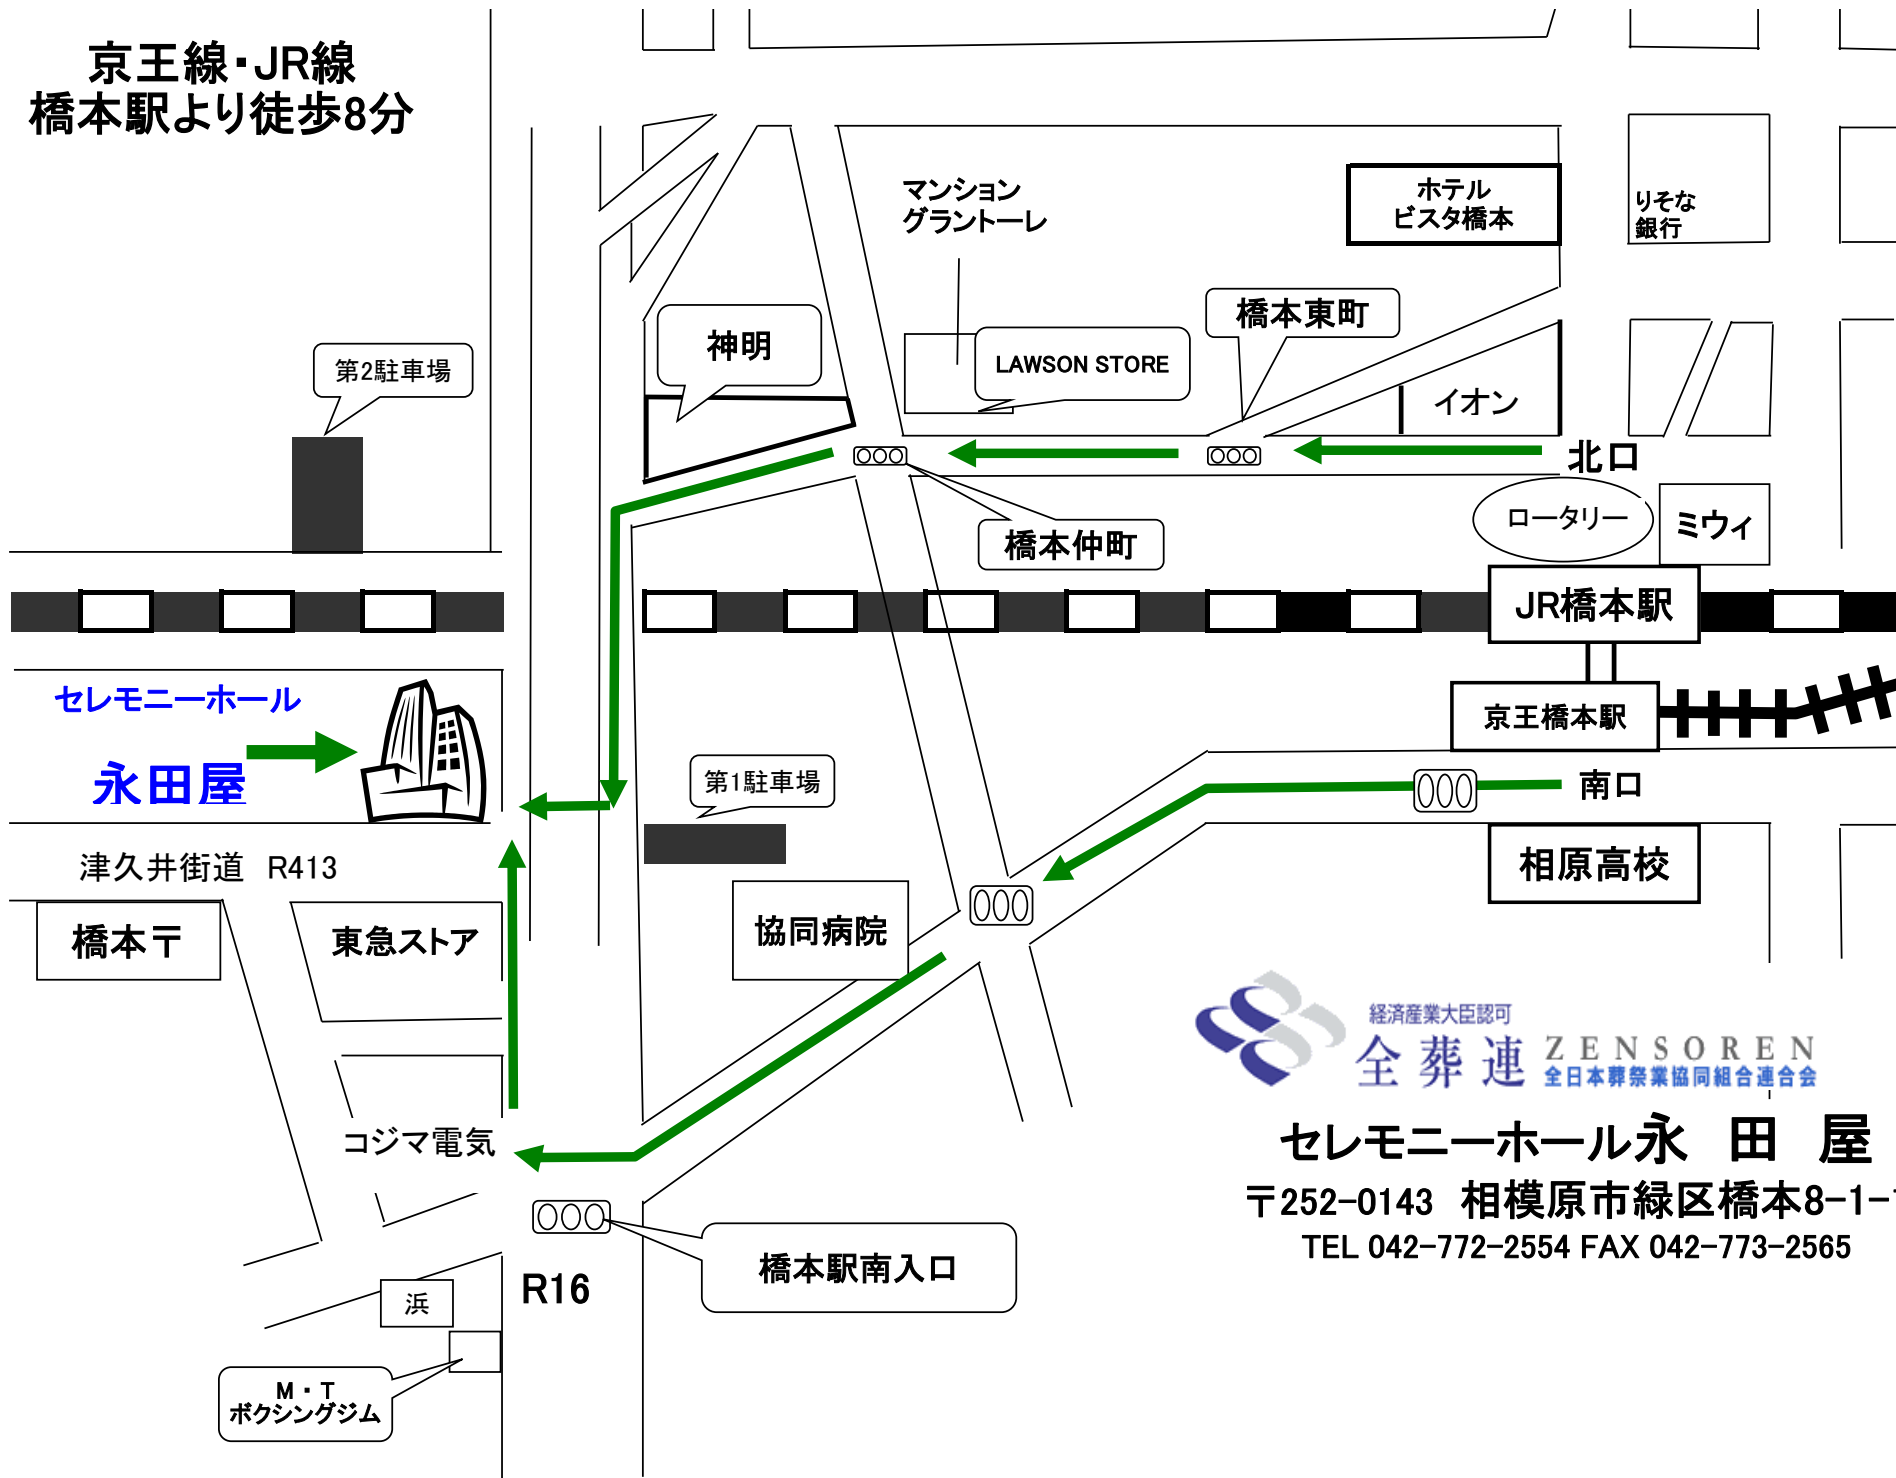 京王線・JR線
橋本駅より徒歩8分
マンション
グラントーレ
ホテル
ビスタ橋本
りそな
銀行
神明
橋本東町
第2駐車場
LAWSON STORE
イオン
北口
ロータリー
ミウィ
橋本仲町
JR橋本駅
セレモニーホール
永田屋
京王橋本駅
第1駐車場
南口
津久井街道 R413
相原高校
橋本〒
東急ストア
協同病院
経済産業大臣認可
全葬連
ZENSOREN
全日本葬祭業協同組合連合会
コジマ電気
セレモニーホール永 田 屋
〒252-0143 相模原市緑区橋本8-1-
TEL 042-772-2554 FAX 042-773-2565
橋本駅南入口
R16
浜
M・T
ボクシングジム